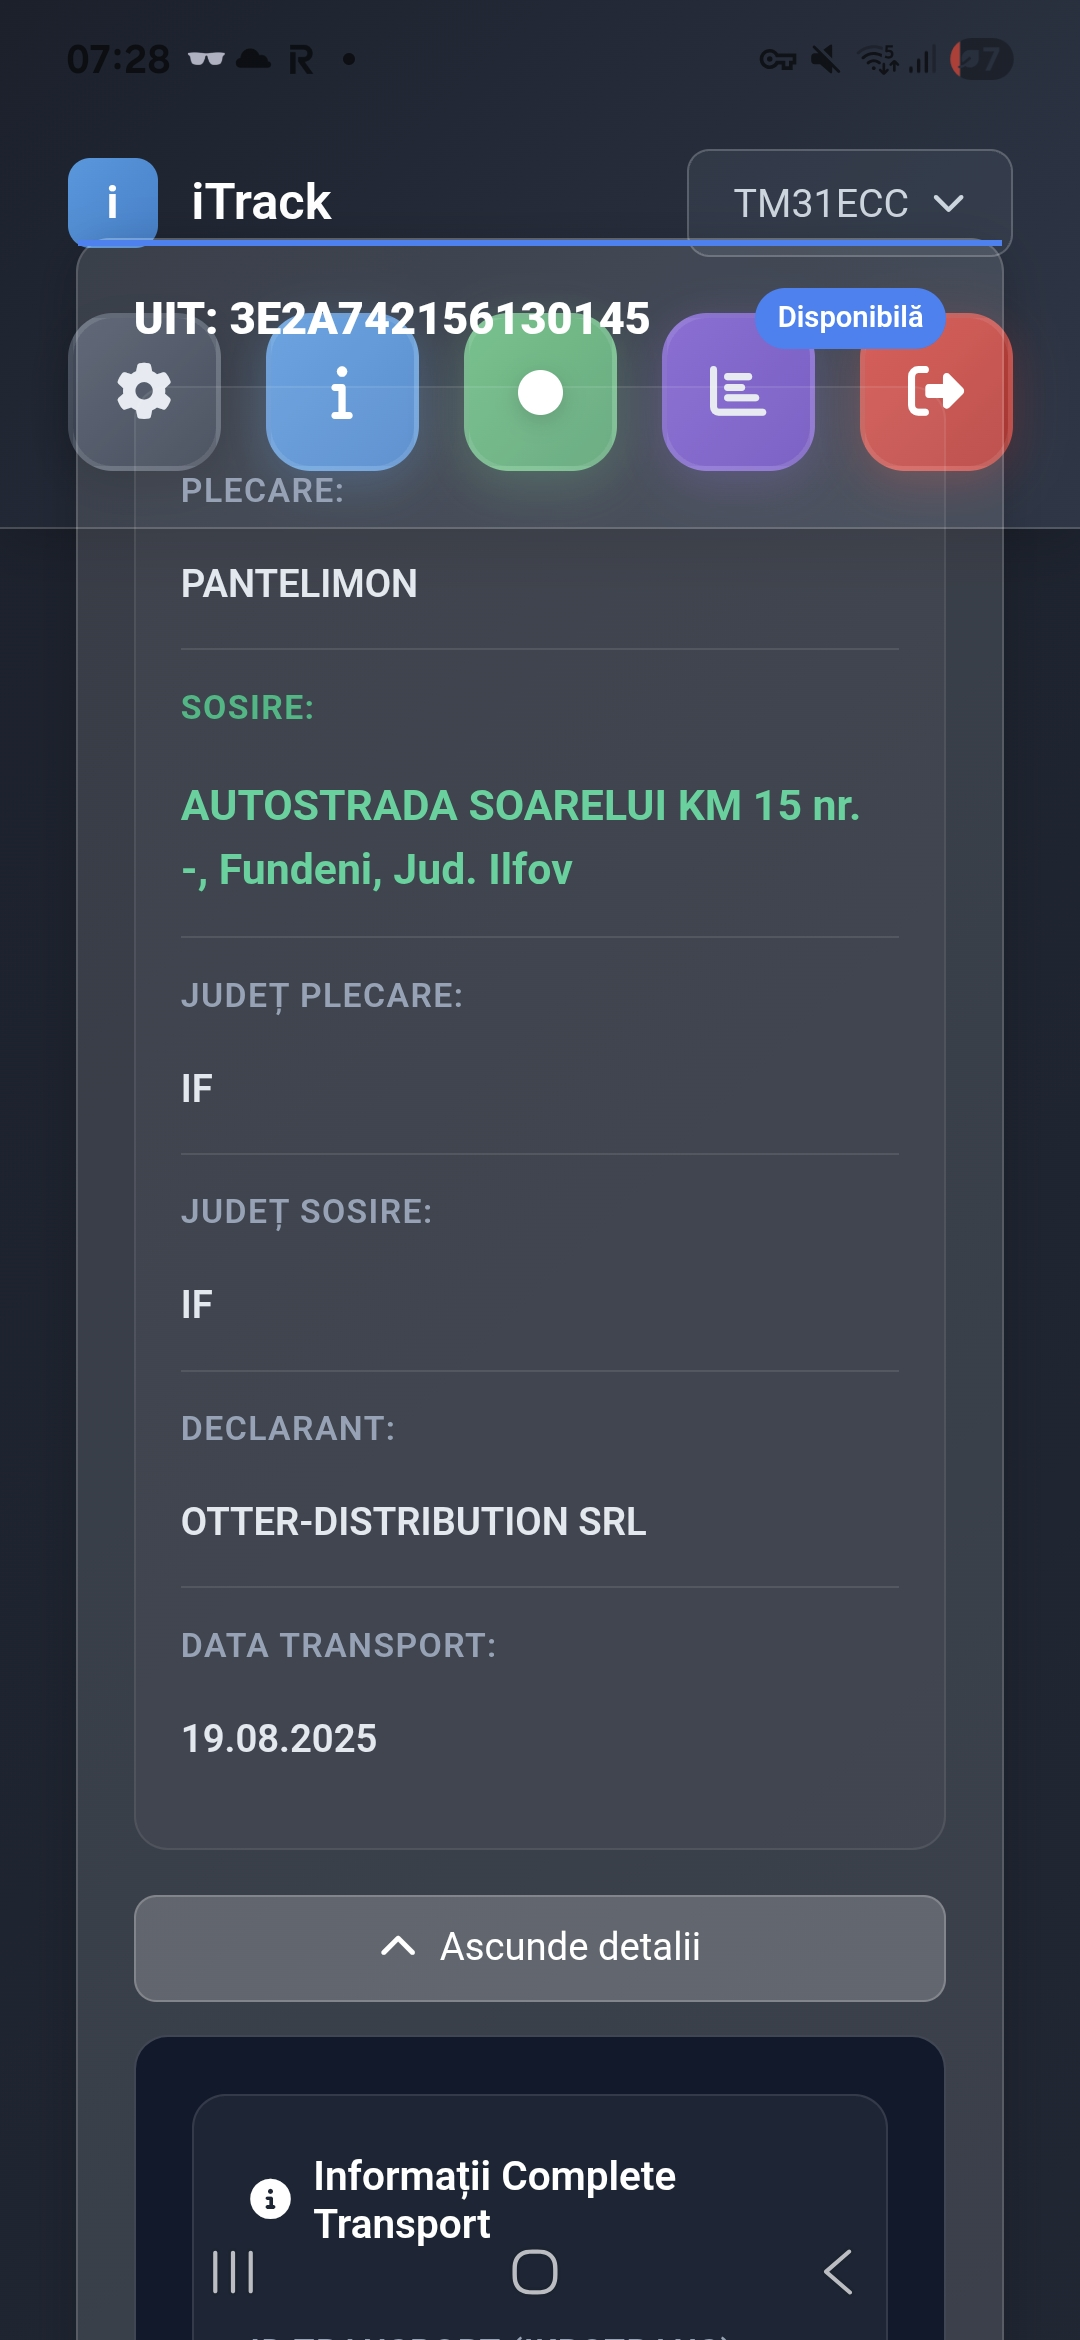 07:28
5
7
i iTrack
TM31ECC
UIT: 3E2A742156130145
Disponibilă
PLECARE:
PANTELIMON
SOSIRE:
AUTOSTRADA SOARELUI KM 15 nr.
-, Fundeni, Jud. Ilfov
JUDEȚ PLECARE:
IF
JUDEȚ SOSIRE:
IF
DECLARANT:
OTTER-DISTRIBUTION SRL
DATA TRANSPORT:
19.08.2025
Ascunde detalii
Informații Complete
Transport